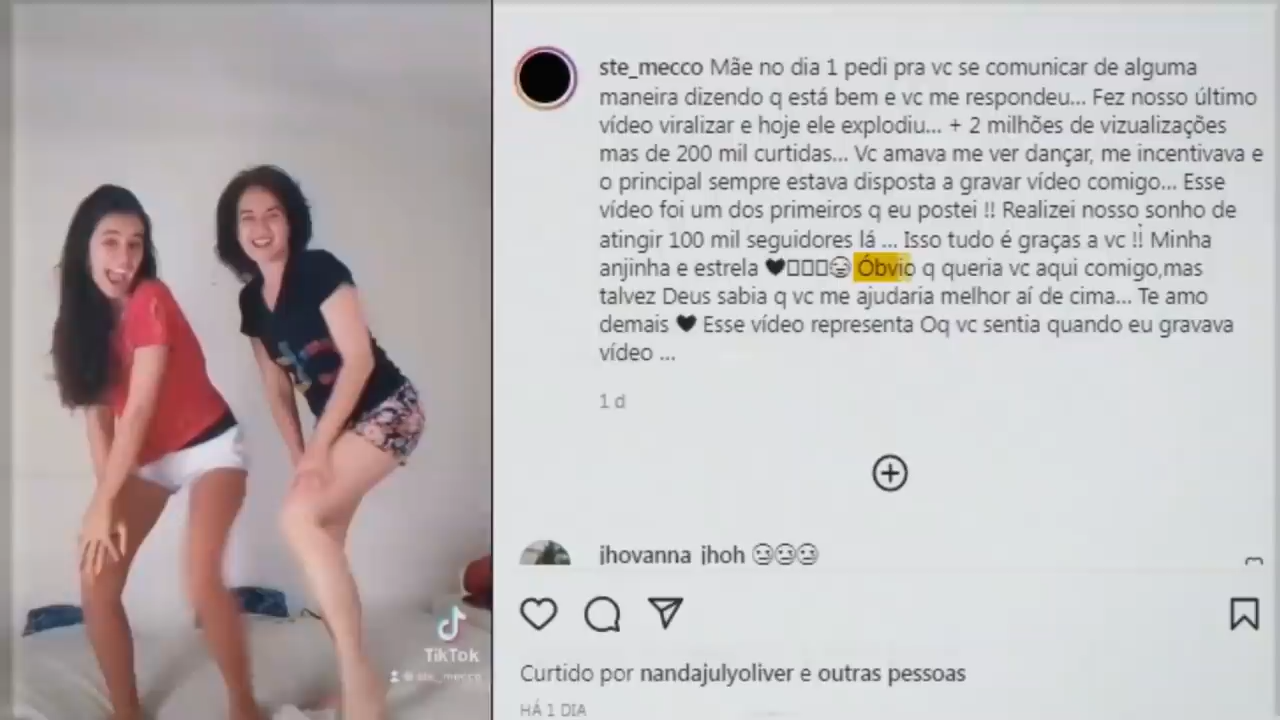 ste_mecco Mãe no dia 1 pedi pra vc se comunicar de alguma
maneira dizendo q está bem e vc me respondeu... Fez nosso último
vídeo viralizar e hoje ele explodiu... + 2 milhões de vizualizações
mas de 200 mil curtidas... Vc amava me ver dançar, me incentivava e
o principal sempre estava disposta a gravar vídeo comigo... Esse
vídeo foi um dos primeiros q eu postei !! Realizei nosso sonho de
atingir 100 mil seguidores lá ... Isso tudo é graças a vc !! Minha
anjinha e estrela Óbvio q queria vc aqui comigo,mas
talvez Deus sabia q vc me ajudaria melhor aí de cima... Te amo
demais Esse vídeo representa Oq vc sentia quando eu gravava
vídeo ...
1 d
jhovanna_jhoh
Curtido por nandajulyoliver e outras pessoas
HÁ 1 DIA
TikTok
@ste_mecco